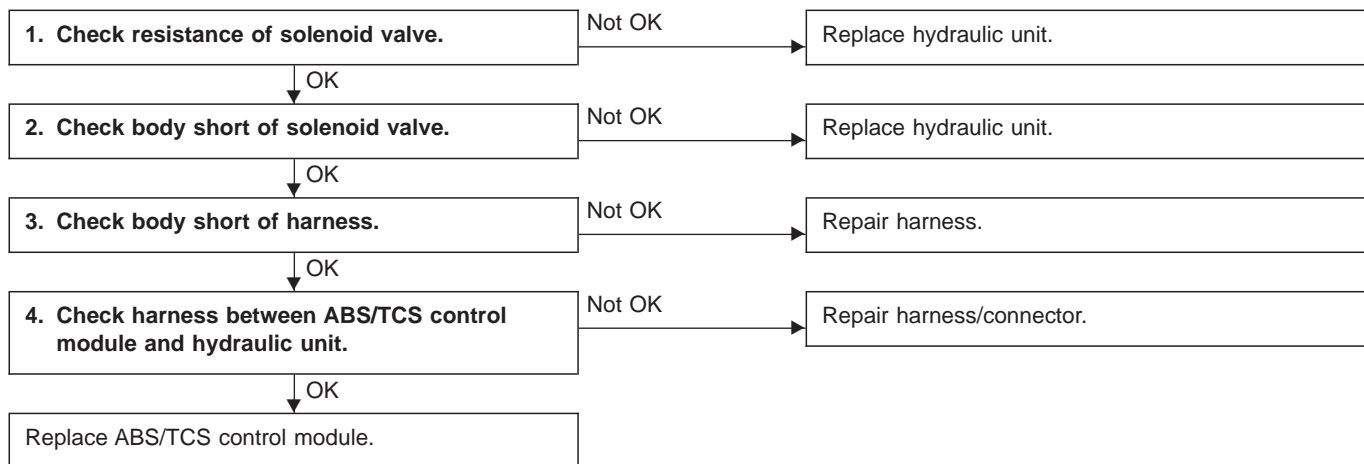 1. Check resistance of solenoid valve.
Not OK
Replace hydraulic unit.
OK
2. Check body short of solenoid valve.
Not OK
Replace hydraulic unit.
OK
3. Check body short of harness.
Not OK
Repair harness.
OK
4. Check harness between ABS/TCS control
module and hydraulic unit.
Not OK
Repair harness/connector.
OK
Replace ABS/TCS control module.